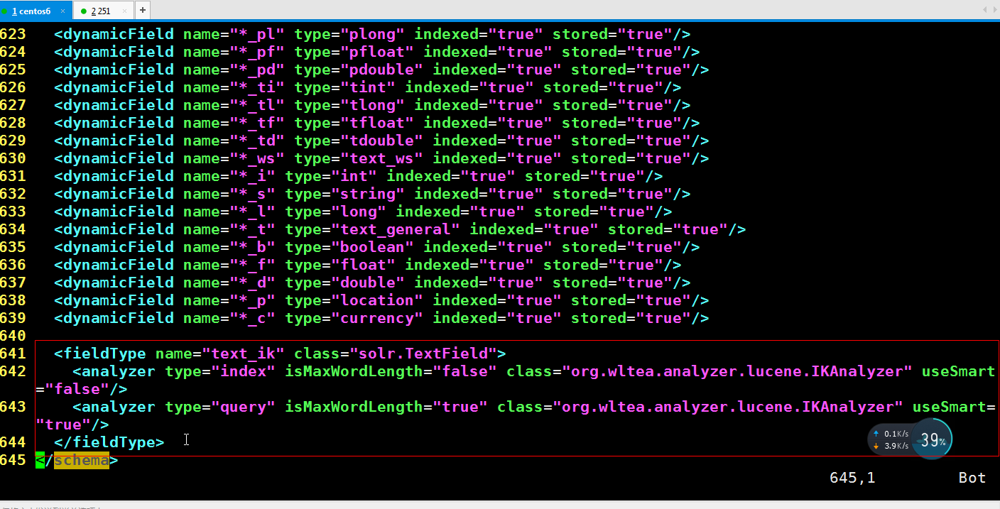 1 centos6 × 2 251 × +
623 <dynamicField name="*_pl" type="plong" indexed="true" stored="true"/>
624 <dynamicField name="*_pf" type="pfloat" indexed="true" stored="true"/>
625 <dynamicField name="*_pd" type="pdouble" indexed="true" stored="true"/>
626 <dynamicField name="*_ti" type="tint" indexed="true" stored="true"/>
627 <dynamicField name="*_tl" type="tlong" indexed="true" stored="true"/>
628 <dynamicField name="*_tf" type="tfloat" indexed="true" stored="true"/>
629 <dynamicField name="*_td" type="tdouble" indexed="true" stored="true"/>
630 <dynamicField name="*_ws" type="text_ws" indexed="true" stored="true"/>
631 <dynamicField name="*_i" type="int" indexed="true" stored="true"/>
632 <dynamicField name="*_s" type="string" indexed="true" stored="true"/>
633 <dynamicField name="*_l" type="long" indexed="true" stored="true"/>
634 <dynamicField name="*_t" type="text_general" indexed="true" stored="true"/>
635 <dynamicField name="*_b" type="boolean" indexed="true" stored="true"/>
636 <dynamicField name="*_f" type="float" indexed="true" stored="true"/>
637 <dynamicField name="*_d" type="double" indexed="true" stored="true"/>
638 <dynamicField name="*_p" type="location" indexed="true" stored="true"/>
639 <dynamicField name="*_c" type="currency" indexed="true" stored="true"/>
640
641 <fieldType name="text_ik" class="solr.TextField">
642 <analyzer type="index" isMaxWordLength="false" class="org.wltea.analyzer.lucene.IKAnalyzer" useSmart
="false"/>
643 <analyzer type="query" isMaxWordLength="true" class="org.wltea.analyzer.lucene.IKAnalyzer" useSmart=
"true"/>
644 </fieldType>
645 </schema>
0.1K/s
3.9K/s
39%
645,1 Bot